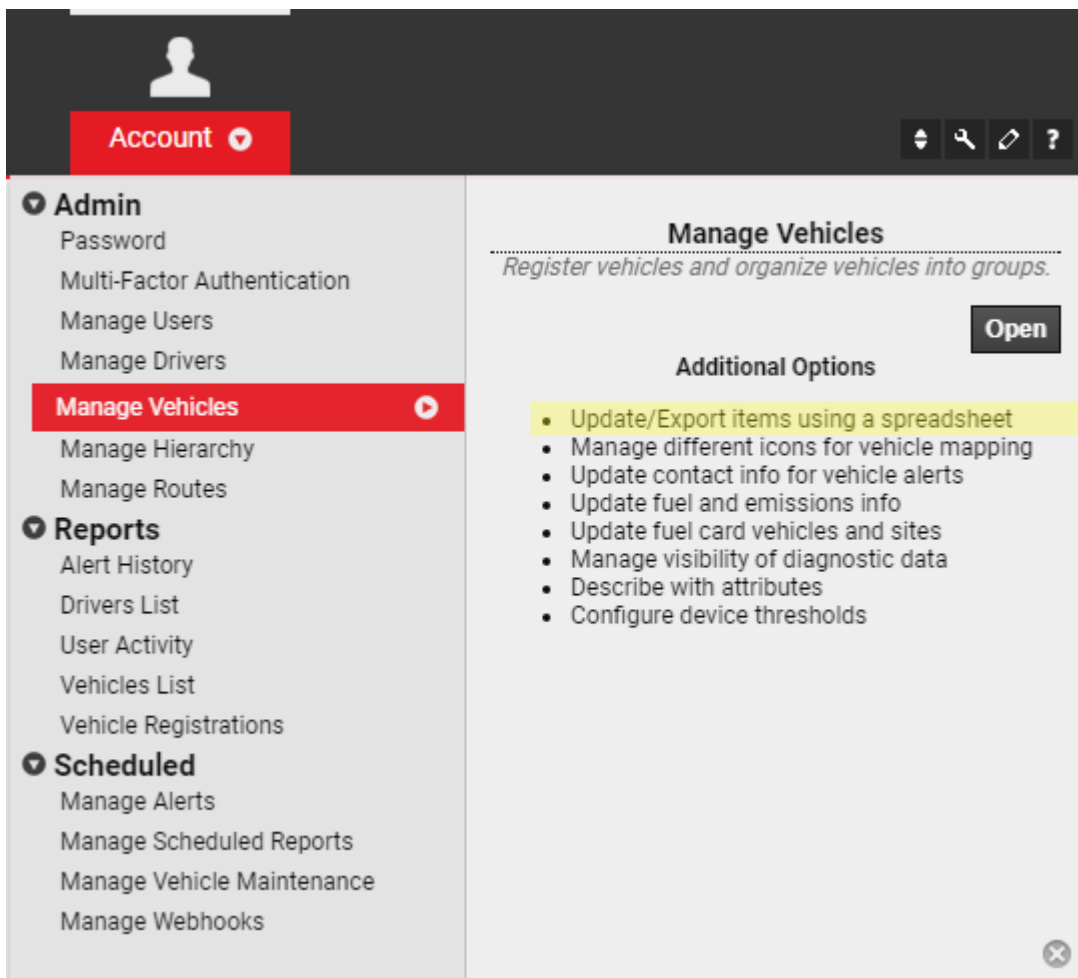 Account
?
Admin
Password
Multi-Factor Authentication
Manage Users
Manage Drivers
Manage Vehicles
Manage Hierarchy
Manage Routes
Reports
Alert History
Drivers List
User Activity
Vehicles List
Vehicle Registrations
Scheduled
Manage Alerts
Manage Scheduled Reports
Manage Vehicle Maintenance
Manage Webhooks
Manage Vehicles
Register vehicles and organize vehicles into groups.
Open
Additional Options
• Update/Export items using a spreadsheet
• Manage different icons for vehicle mapping
• Update contact info for vehicle alerts
• Update fuel and emissions info
• Update fuel card vehicles and sites
• Manage visibility of diagnostic data
• Describe with attributes
• Configure device thresholds